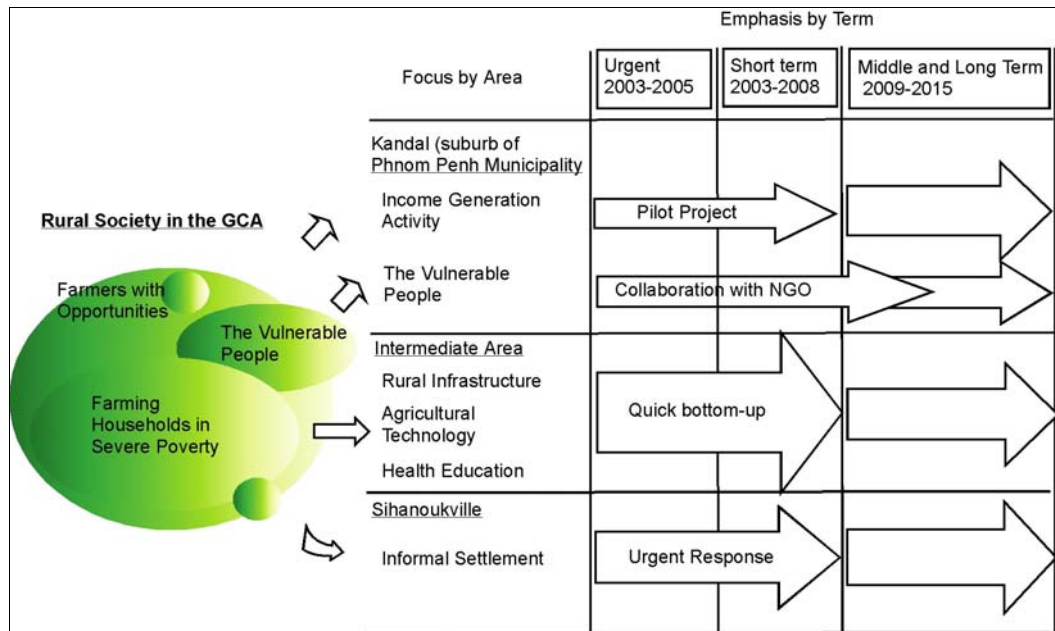 Emphasis by Term
Focus by Area
Urgent
2003-2005
Short term
2003-2008
Middle and Long Term
2009-2015
Rural Society in the GCA
Farmers with
Opportunities
The Vulnerable
People
Farming
Households in
Severe Poverty
Kandal (suburb of
Phnom Penh Municipality
Income Generation
Activity
Pilot Project
The Vulnerable
People
Collaboration with NGO
Intermediate Area
Rural Infrastructure
Agricultural
Technology
Health Education
Quick bottom-up
Sihanoukville
Informal Settlement
Urgent Response